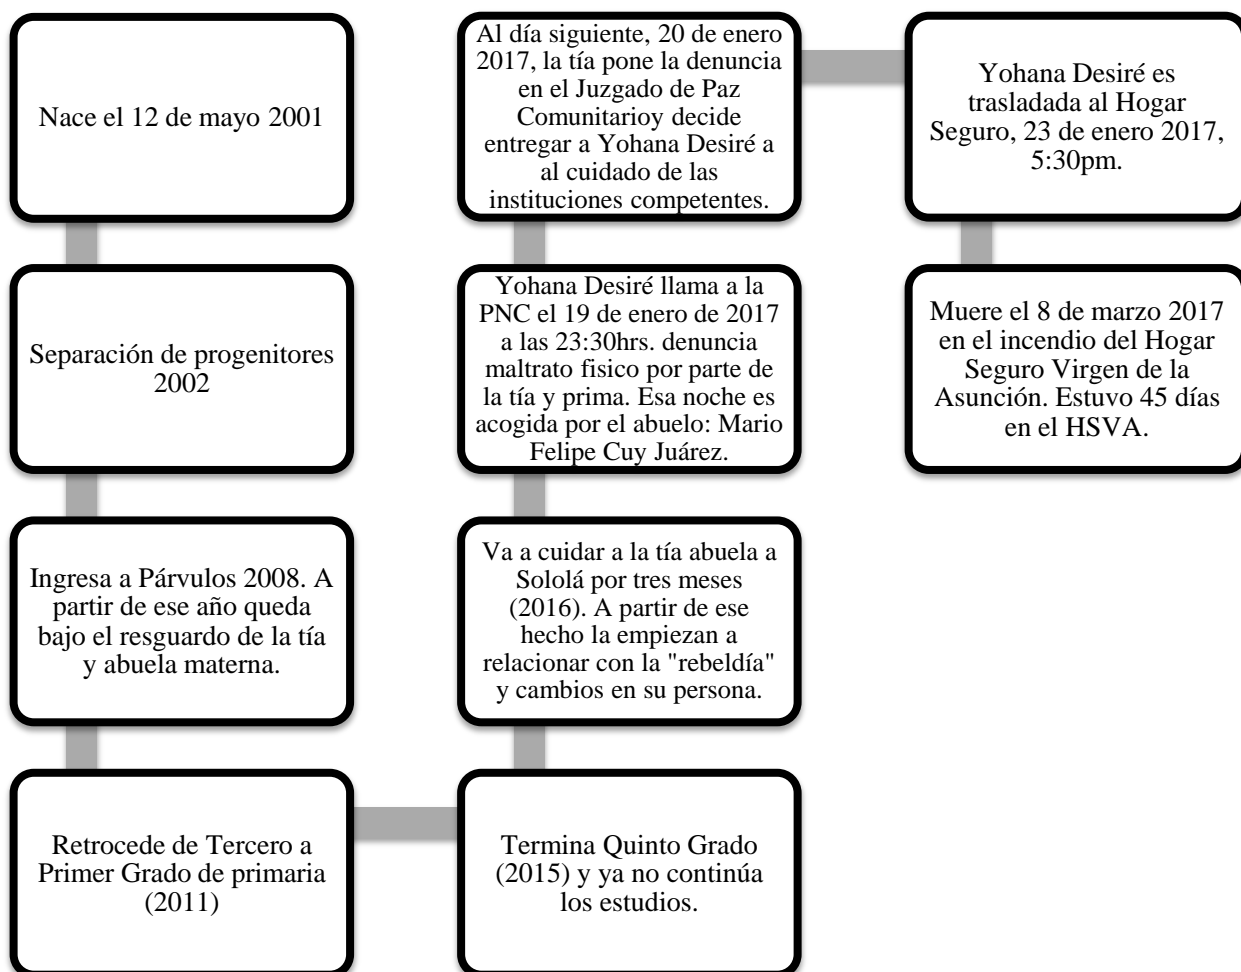 Nace el 12 de mayo 2001
Separación de progenitores
2002
Ingresa a Párvulos 2008. A
partir de ese año queda
bajo el resguardo de la tía
y abuela materna.
Retrocede de Tercero a
Primer Grado de primaria
(2011)
Termina Quinto Grado
(2015) y ya no continúa
los estudios.
Va a cuidar a la tía abuela a
Sololá por tres meses
(2016). A partir de ese
hecho la empiezan a
relacionar con la "rebeldía"
y cambios en su persona.
Yohana Desiré llama a la
PNC el 19 de enero de 2017
a las 23:30hrs. denuncia
maltrato fisico por parte de
la tía y prima. Esa noche es
acogida por el abuelo: Mario
Felipe Cuy Juárez.
Al día siguiente, 20 de enero
2017, la tía pone la denuncia
en el Juzgado de Paz
Comunitarioy decide
entregar a Yohana Desiré a
al cuidado de las
instituciones competentes.
Yohana Desiré es
trasladada al Hogar
Seguro, 23 de enero 2017,
5:30pm.
Muere el 8 de marzo 2017
en el incendio del Hogar
Seguro Virgen de la
Asunción. Estuvo 45 días
en el HSVA.